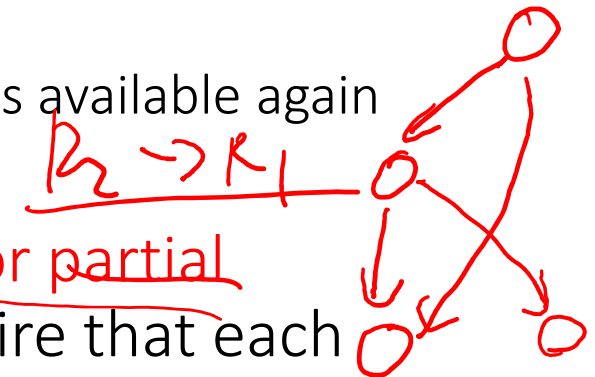 s available again
R2 → R1
or partial
ire that each